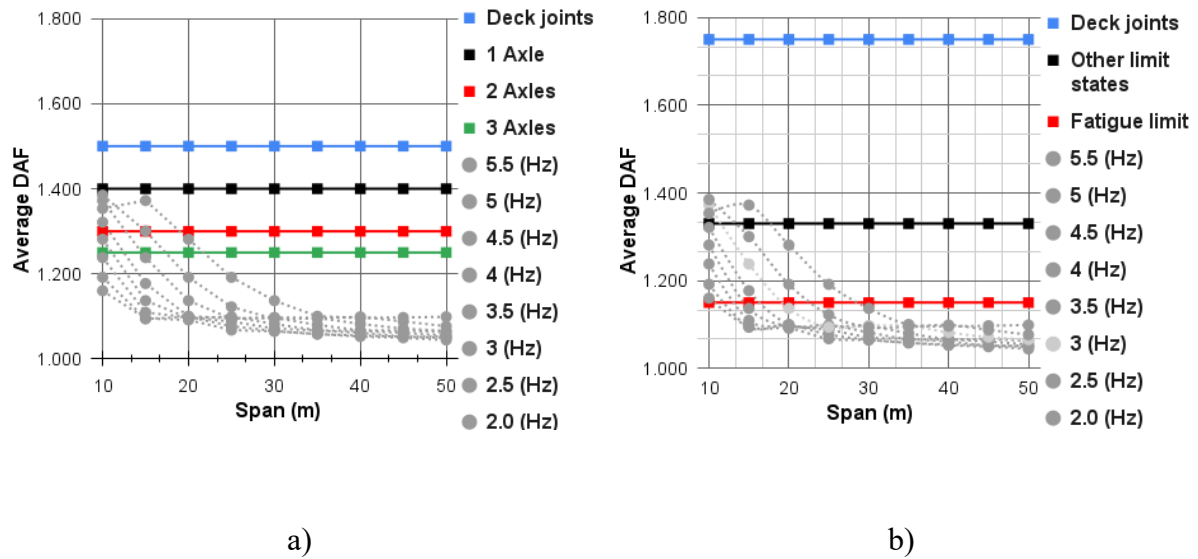 1.800
1.600
1.400
1.200
1.000
Average DAF
10
20
30
40
50
Span (m)
Deck joints
1 Axle
2 Axles
3 Axles
5.5 (Hz)
5 (Hz)
4.5 (Hz)
4 (Hz)
3.5 (Hz)
3 (Hz)
2.5 (Hz)
2.0 (Hz)
a)
1.800
1.600
1.400
1.200
1.000
Average DAF
10
20
30
40
50
Span (m)
Deck joints
Other limit
states
Fatigue limit
5.5 (Hz)
5 (Hz)
4.5 (Hz)
4 (Hz)
3.5 (Hz)
3 (Hz)
2.5 (Hz)
2.0 (Hz)
b)